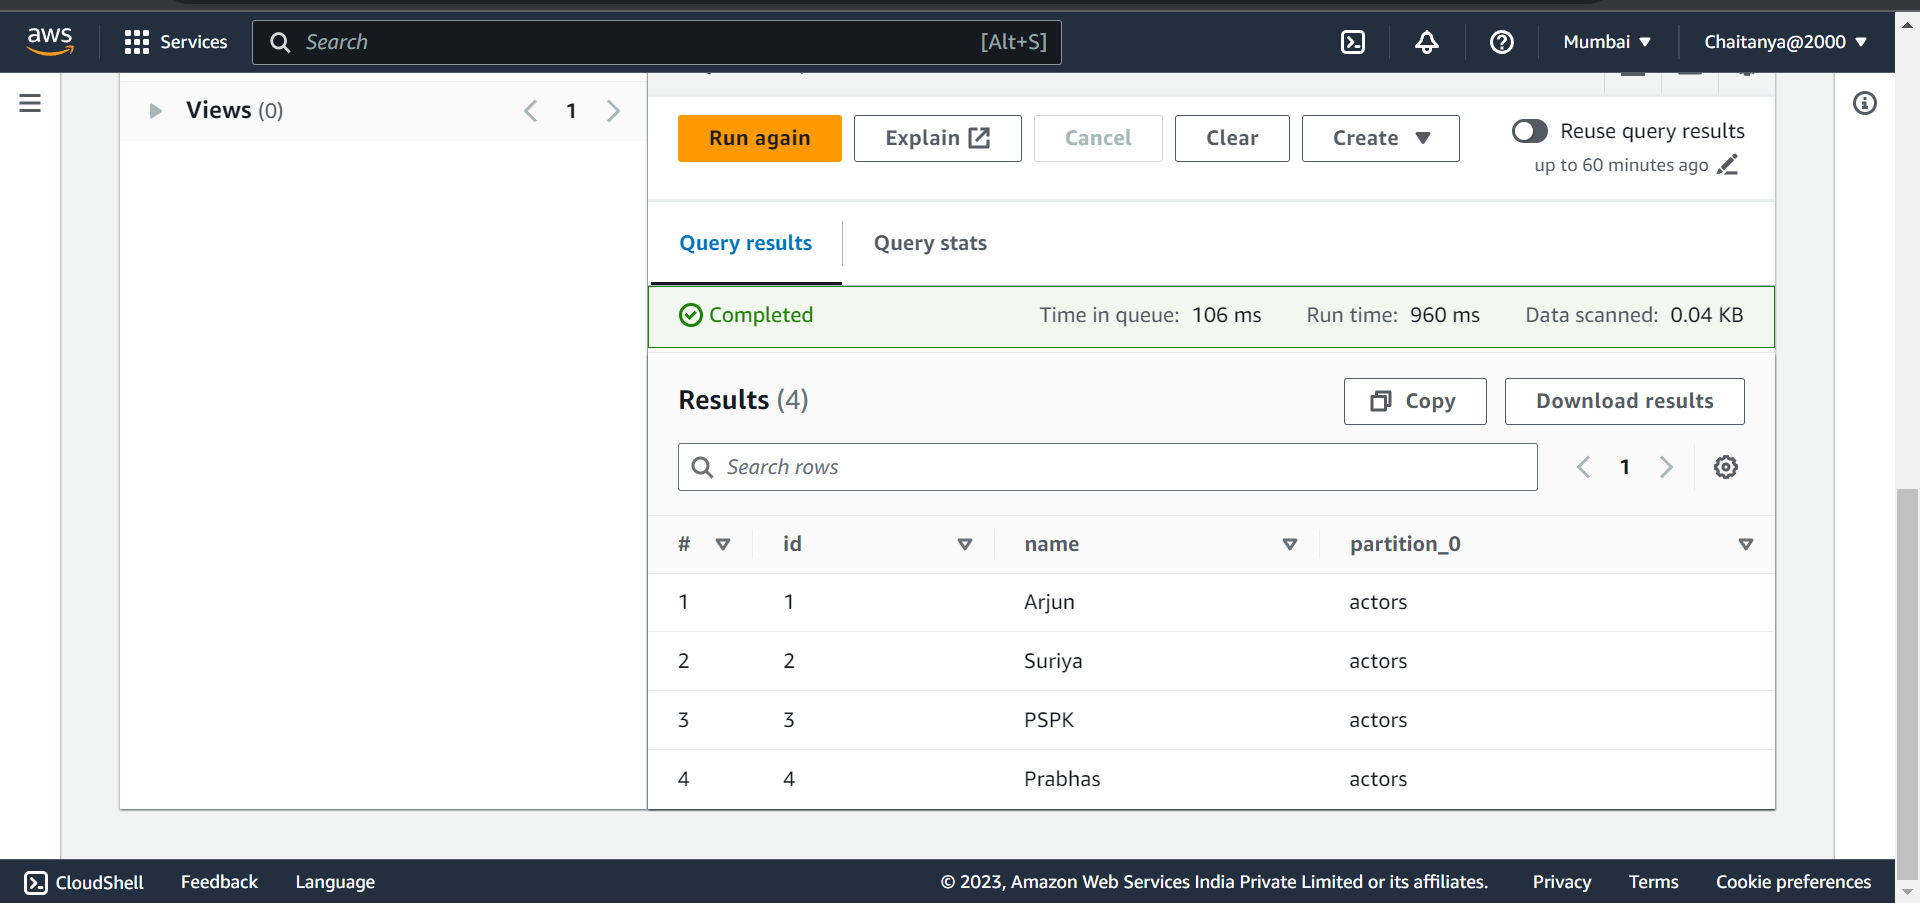 aws Services Search [Alt+S] Mumbai ▼ Chaitanya@2000 ▼
Views (0) 1
Run again Explain Cancel Clear Create ▼ Reuse query results
up to 60 minutes ago
Query results Query stats
Completed Time in queue: 106 ms Run time: 960 ms Data scanned: 0.04 KB
Results (4) Copy Download results
Search rows 1
# id name partition_0
1 1 Arjun actors
2 2 Suriya actors
3 3 PSPK actors
4 4 Prabhas actors
CloudShell Feedback Language © 2023, Amazon Web Services India Private Limited or its affiliates. Privacy Terms Cookie preferences